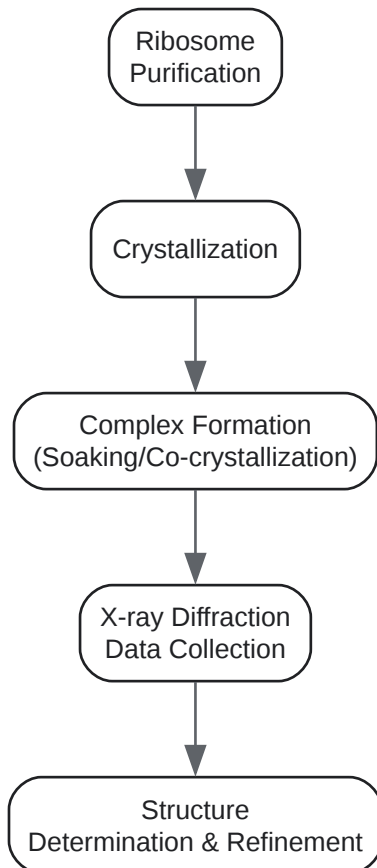 Ribosome
Purification
Crystallization
Complex Formation
(Soaking/Co-crystallization)
X-ray Diffraction
Data Collection
Structure
Determination & Refinement